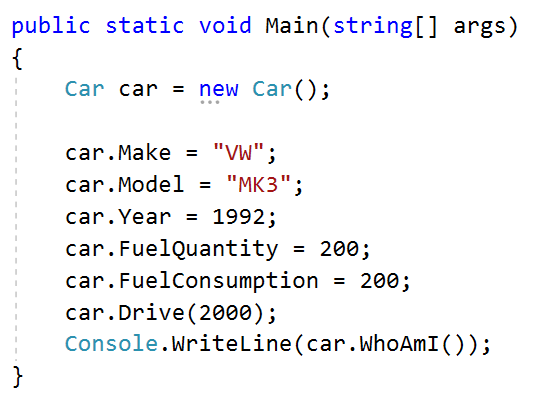 public static void Main(string[] args)
{
    Car car = new Car();

    car.Make = "VW";
    car.Model = "MK3";
    car.Year = 1992;
    car.FuelQuantity = 200;
    car.FuelConsumption = 200;
    car.Drive(2000);
    Console.WriteLine(car.WhoAmI());
}